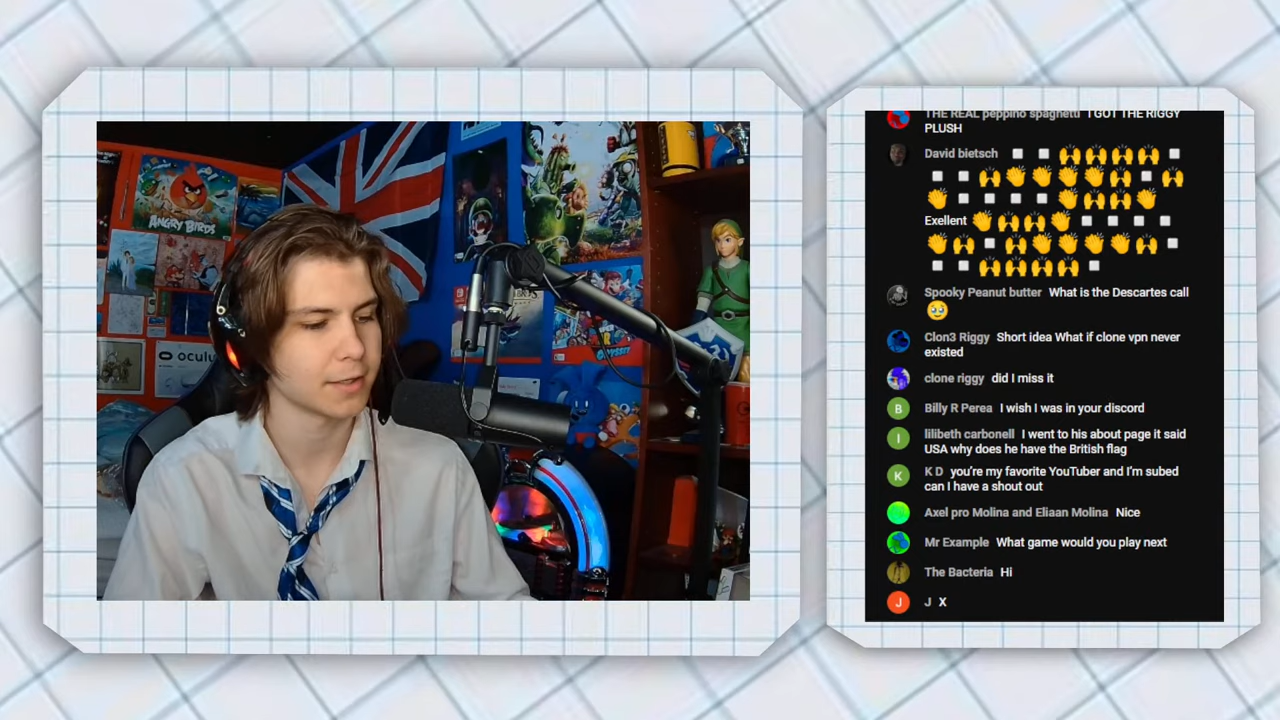 ANGRY BIRDS
oculu
THE REAL peppino spaghetti I GOT THE RIGGY
PLUSH
David bietsch ◻️ ◻️ 🙌 🙌 🙌 🙌 ◻️
◻️ ◻️ 🙌 👏 👏 👏 👏 🙌 ◻️ 🙌
👏 ◻️ ◻️ ◻️ ◻️ 👏 🙌 🙌 👏
Exellent 👏 🙌 🙌 👏 ◻️ ◻️ ◻️ ◻️
👏 🙌 ◻️ 🙌 👏 👏 👏 👏 🙌 ◻️
◻️ ◻️ 🙌 🙌 🙌 🙌 ◻️
Spooky Peanut butter What is the Descartes call
🥹
Clon3 Riggy Short idea What if clone vpn never
existed
clone riggy did I miss it
B Billy R Perea I wish I was in your discord
l lilibeth carbonell I went to his about page it said
USA why does he have the British flag
K K D you’re my favorite YouTuber and I’m subed
can I have a shout out
Axel pro Molina and Eliaan Molina Nice
Mr Example What game would you play next
The Bacteria Hi
J J X